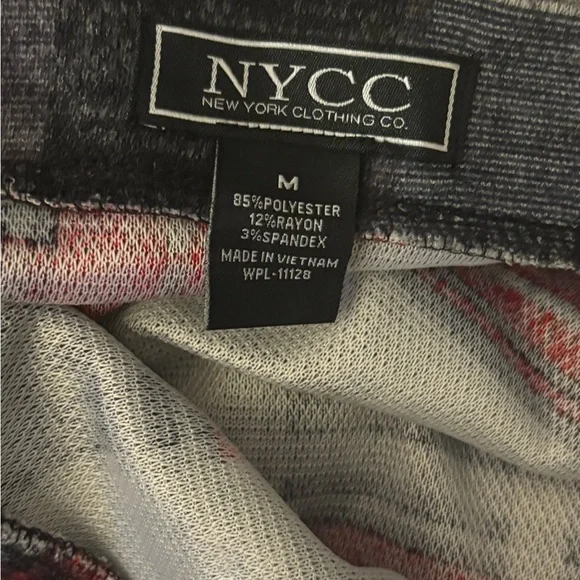 NYCC
NEW YORK CLOTHING CO.
M
85%POLYESTER
12%RAYON
3%SPANDEX
MADE IN VIETNAM
WPL-11128